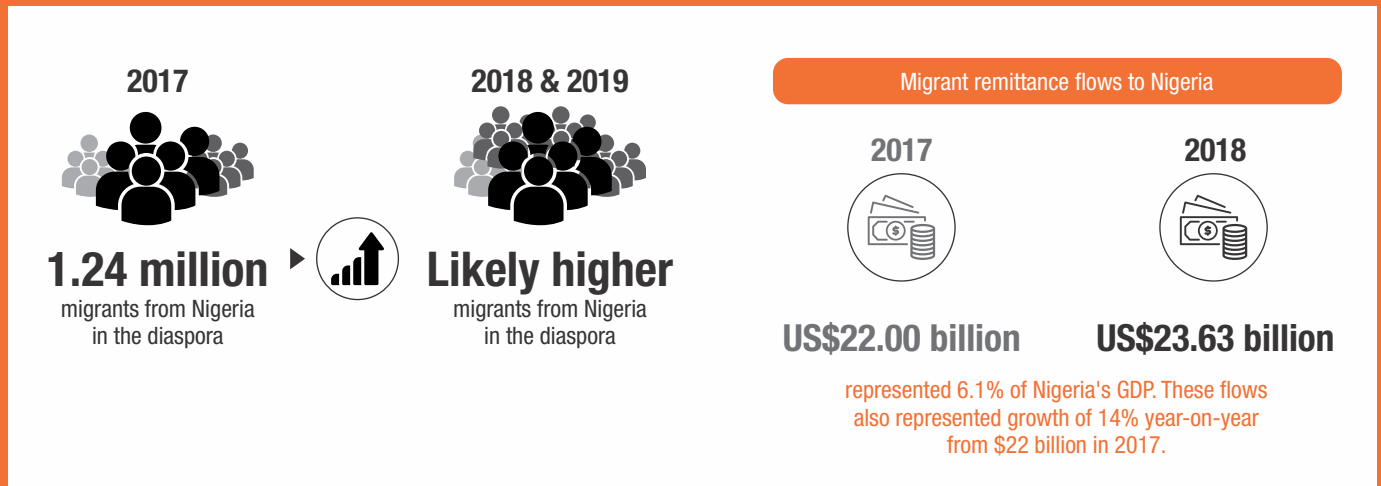 2017
1.24 million
migrants from Nigeria
in the diaspora
2018 & 2019
Likely higher
migrants from Nigeria
in the diaspora
Migrant remittance flows to Nigeria
2017
$
US$22.00 billion
2018
$
US$23.63 billion
represented 6.1% of Nigeria's GDP. These flows
also represented growth of 14% year-on-year
from $22 billion in 2017.